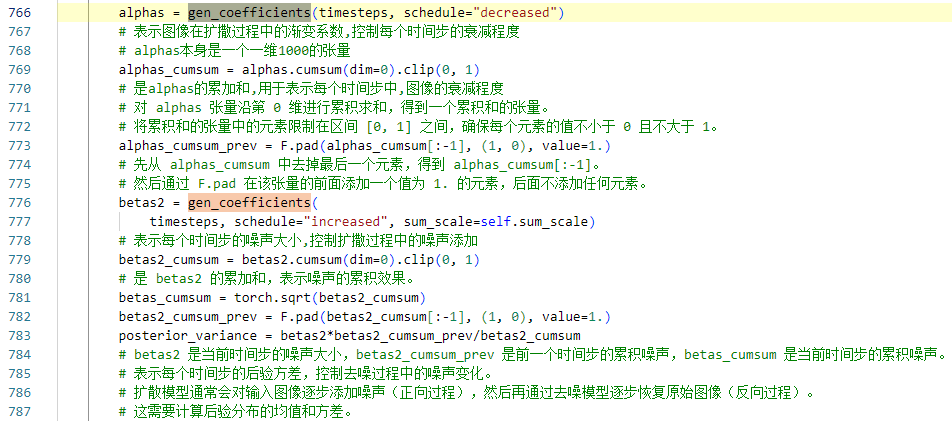 766 alphas = gen_coefficients(timesteps, schedule="decreased")
767 # 表示图像在扩撒过程中的渐变系数,控制每个时间步的衰减程度
768 # alphas本身是一个一维1000的张量
769 alphas_cumsum = alphas.cumsum(dim=0).clip(0, 1)
770 # 是alphas的累加和,用于表示每个时间步中,图像的衰减程度
771 # 对 alphas 张量沿第 0 维进行累积求和，得到一个累积和的张量。
772 # 将累积和的张量中的元素限制在区间 [0, 1] 之间，确保每个元素的值不小于 0 且不大于 1。
773 alphas_cumsum_prev = F.pad(alphas_cumsum[:-1], (1, 0), value=1.)
774 # 先从 alphas_cumsum 中去掉最后一个元素，得到 alphas_cumsum[:-1]。
775 # 然后通过 F.pad 在该张量的前面添加一个值为 1. 的元素，后面不添加任何元素。
776 betas2 = gen_coefficients(
777 timesteps, schedule="increased", sum_scale=self.sum_scale)
778 # 表示每个时间步的噪声大小,控制扩撒过程中的噪声添加
779 betas2_cumsum = betas2.cumsum(dim=0).clip(0, 1)
780 # 是 betas2 的累加和，表示噪声的累积效果。
781 betas_cumsum = torch.sqrt(betas2_cumsum)
782 betas2_cumsum_prev = F.pad(betas2_cumsum[:-1], (1, 0), value=1.)
783 posterior_variance = betas2*betas2_cumsum_prev/betas2_cumsum
784 # betas2 是当前时间步的噪声大小，betas2_cumsum_prev 是前一个时间步的累积噪声，betas_cumsum 是当前时间步的累积噪声。
785 # 表示每个时间步的后验方差，控制去噪过程中的噪声变化。
786 # 扩散模型通常会对输入图像逐步添加噪声（正向过程），然后再通过去噪模型逐步恢复原始图像（反向过程）。
787 # 这需要计算后验分布的均值和方差。